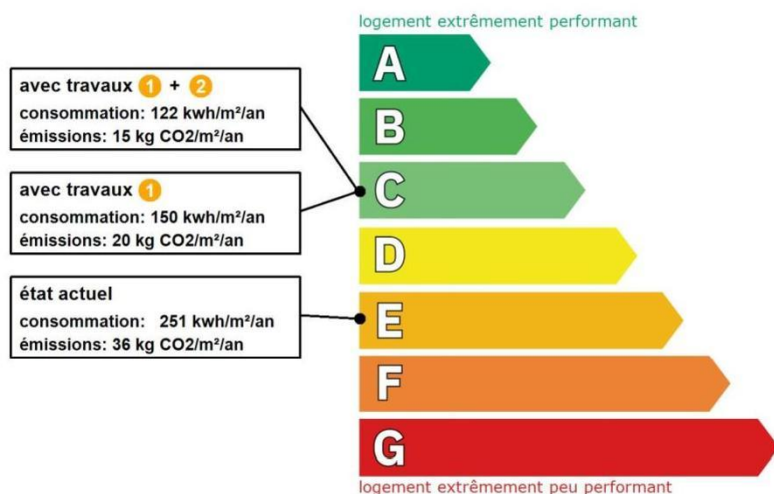 logement extrêmement performant
A
avec travaux 1 + 2
consommation: 122 kwh/m²/an
émissions: 15 kg CO2/m²/an
B
C
avec travaux 1
consommation: 150 kwh/m²/an
émissions: 20 kg CO2/m²/an
D
état actuel
consommation: 251 kwh/m²/an
émissions: 36 kg CO2/m²/an
E
F
G
logement extrêmement peu performant